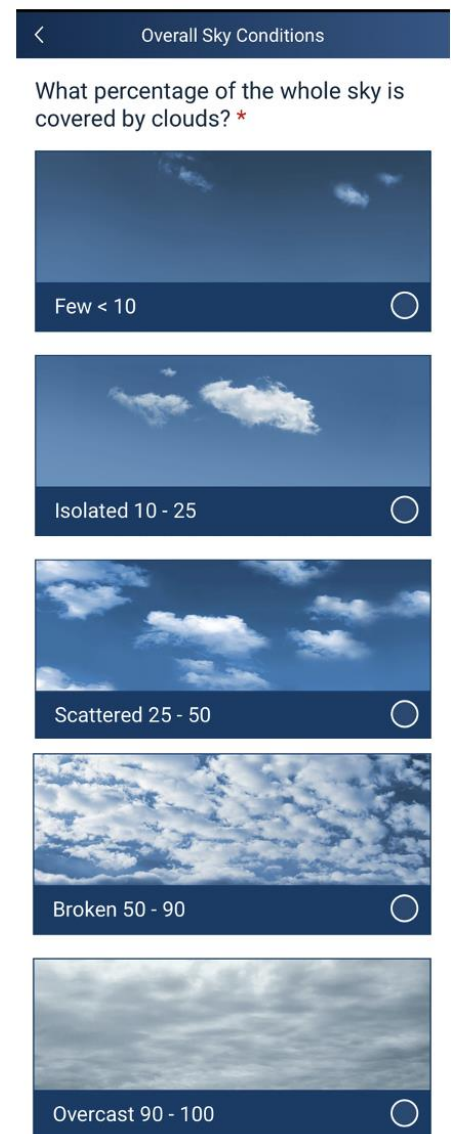 Overall Sky Conditions
What percentage of the whole sky is
covered by clouds? *
Few < 10
Isolated 10 - 25
Scattered 25 - 50
Broken 50 - 90
Overcast 90 - 100